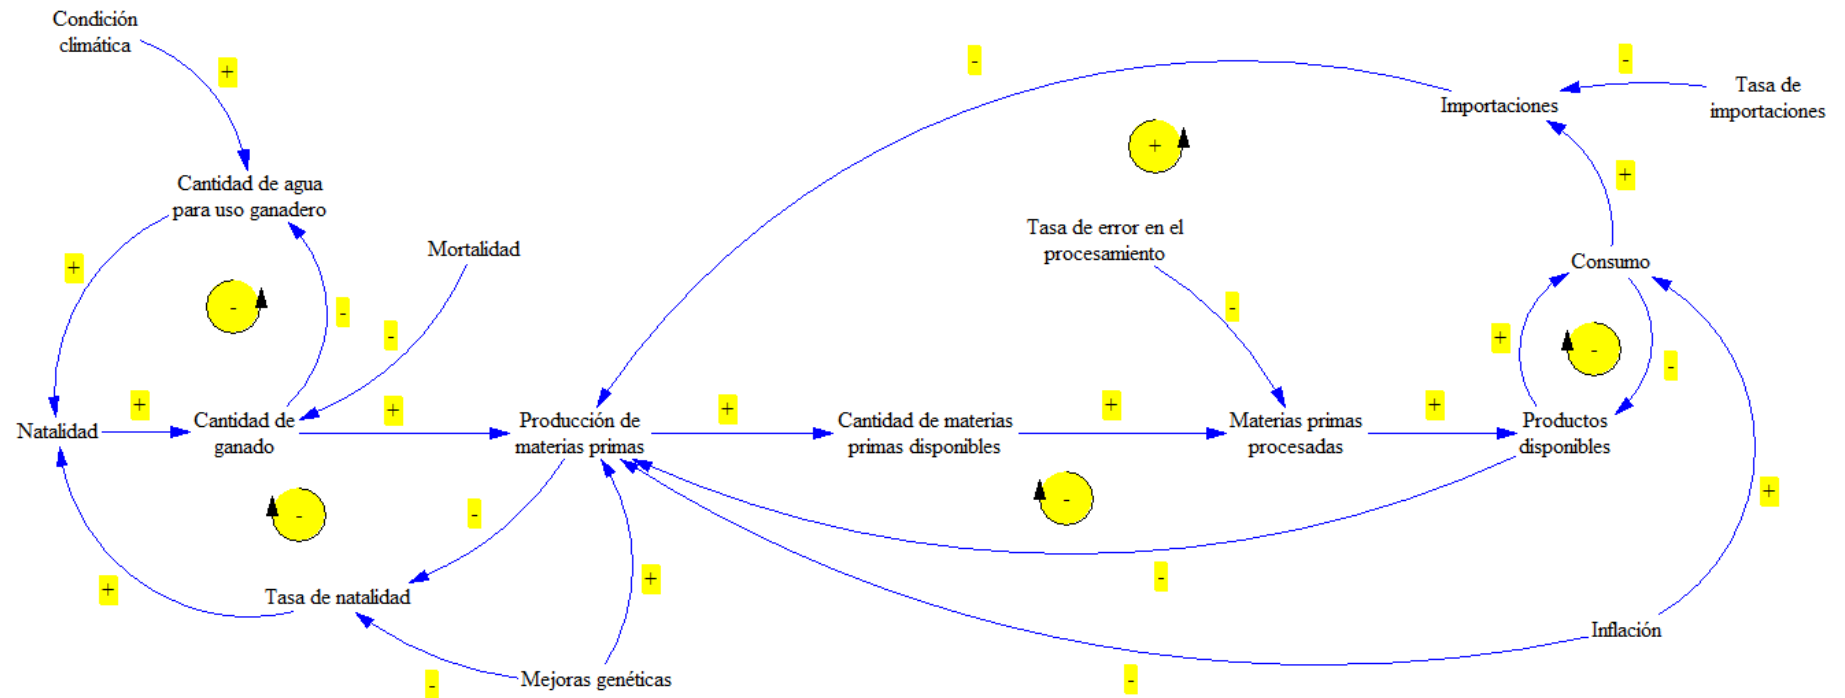 Condición
climática
+
-
-
Tasa de
importaciones
Importaciones
+
+
Cantidad de agua
para uso ganadero
Tasa de error en el
procesamiento
Mortalidad
Consumo
+
-
-
-
-
+
-
-
+
+
+
+
+
Natalidad
Cantidad de
ganado
Producción de
materias primas
Cantidad de materias
primas disponibles
Materias primas
procesadas
Productos
disponibles
-
-
-
+
+
+
-
Tasa de natalidad
Inflación
Mejoras genéticas
-
-